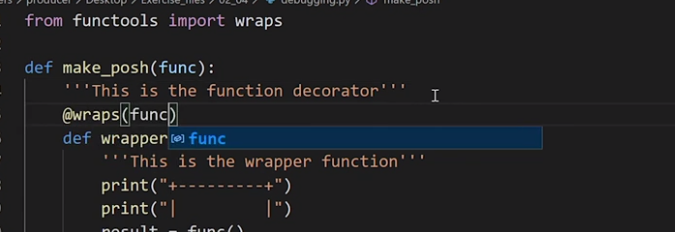 producer > Desktop > Exercise_files > 02_04 > debugging.py > make_posh
from functools import wraps
def make_posh(func):
'''This is the function decorator'''
@wraps(func)
def wrapper
func
'''This is the wrapper function'''
print("+---------+")
print("|         |")
result = func()